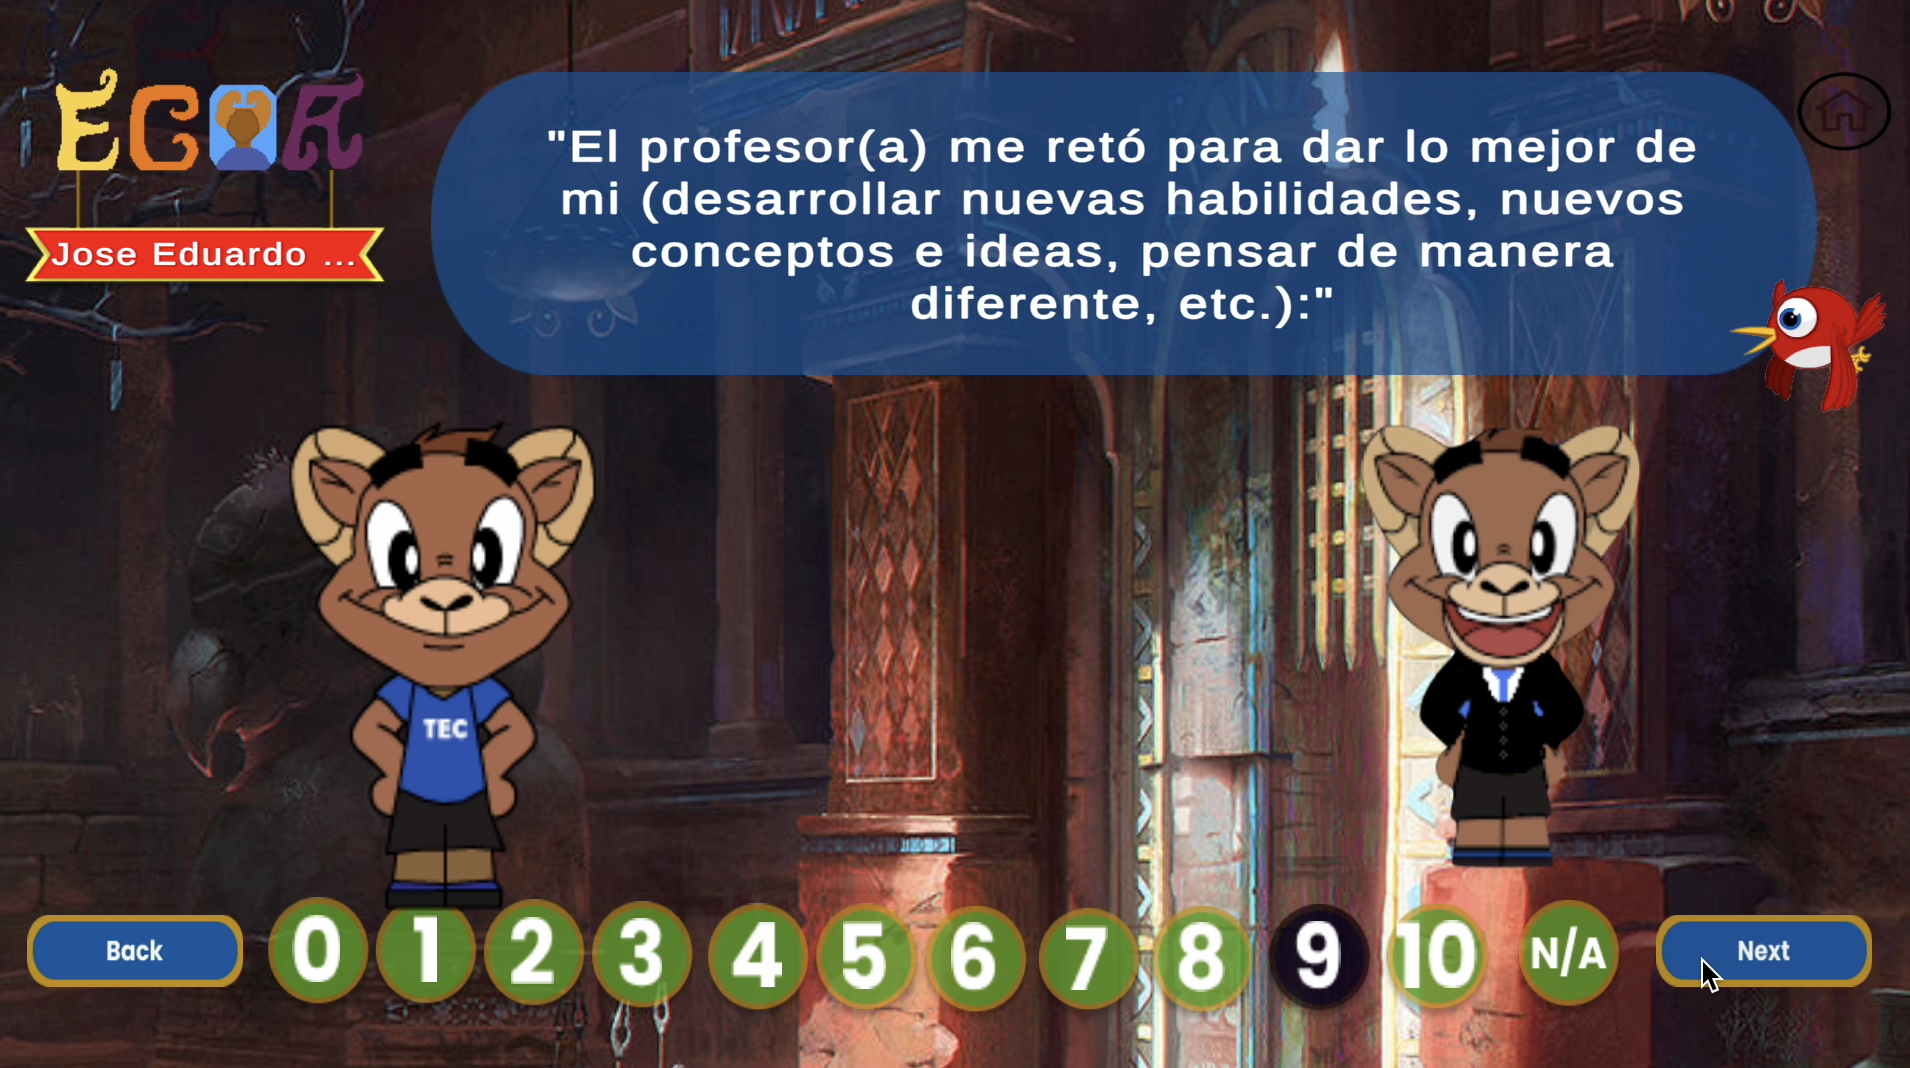 ECOA
Jose Eduardo ...
"El profesor(a) me retó para dar lo mejor de
mi (desarrollar nuevas habilidades, nuevos
conceptos e ideas, pensar de manera
diferente, etc.):"
TEC
Back
0 1 2 3 4 5 6 7 8 9 10 N/A
Next